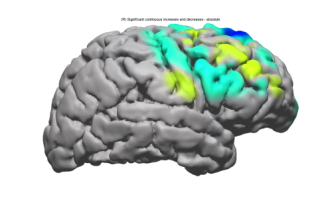 (R) Significant continuous increases and decreases - absolute